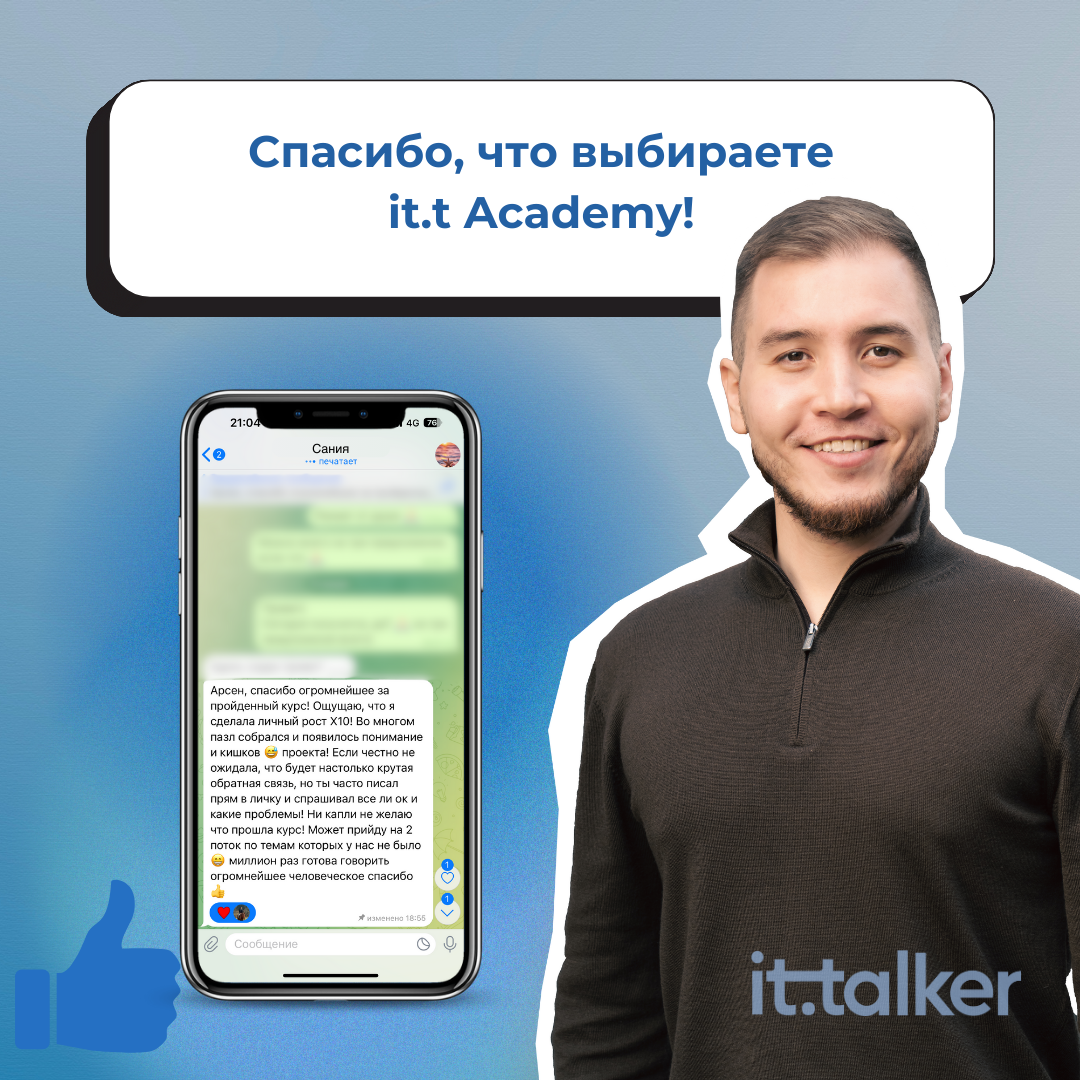 Спасибо, что выбираете
it.t Academy!
21:04
4G 76
2
Сания
печатает
Арсен, спасибо огромнейшее за
пройденный курс! Ощущаю, что я
сделала личный рост X10! Во многом
пазл собрался и появилось понимание
и кишков 😅 проекта! Если честно не
ожидала, что будет настолько крутая
обратная связь, но ты часто писал
прям в личку и спрашивал все ли ок и
какие проблемы! Ни капли не желаю
что прошла курс! Может прийду на 2
поток по темам которых у нас не было
😁 миллион раз готова говорить
огромнейшее человеческое спасибо
👍
1
1
изменено 18:55
Сообщение
it.talker